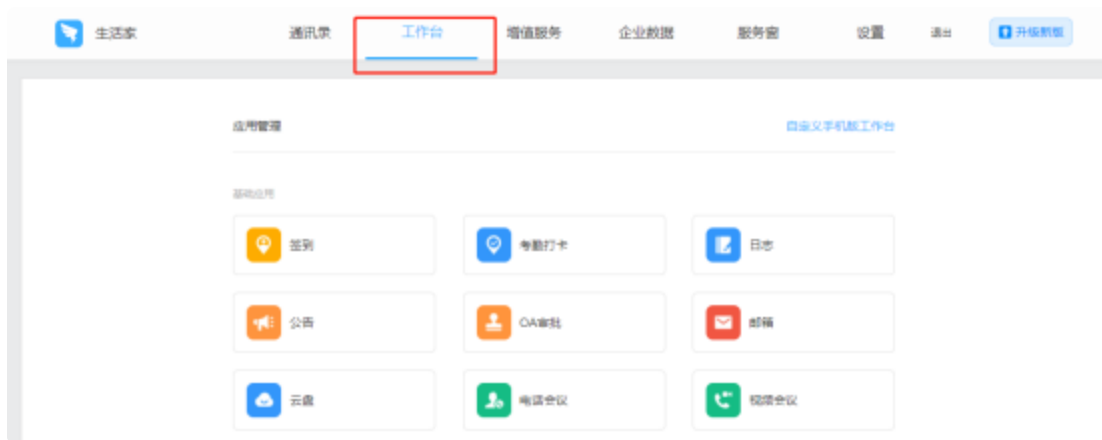 生活家 通讯录 工作台 增值服务 企业数据 服务窗 设置 退出 升级新版
应用管理 自定义手机版工作台
基础应用
签到 考勤打卡 日志
公告 OA审批 邮箱
云盘 电话会议 视频会议